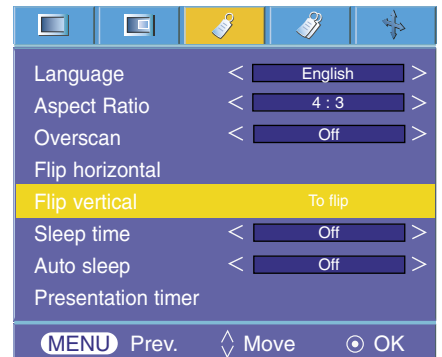 Language < English >
Aspect Ratio < 4 : 3 >
Overscan < Off >
Flip horizontal
Flip vertical To flip
Sleep time < Off >
Auto sleep < Off >
Presentation timer
MENU Prev. Move OK